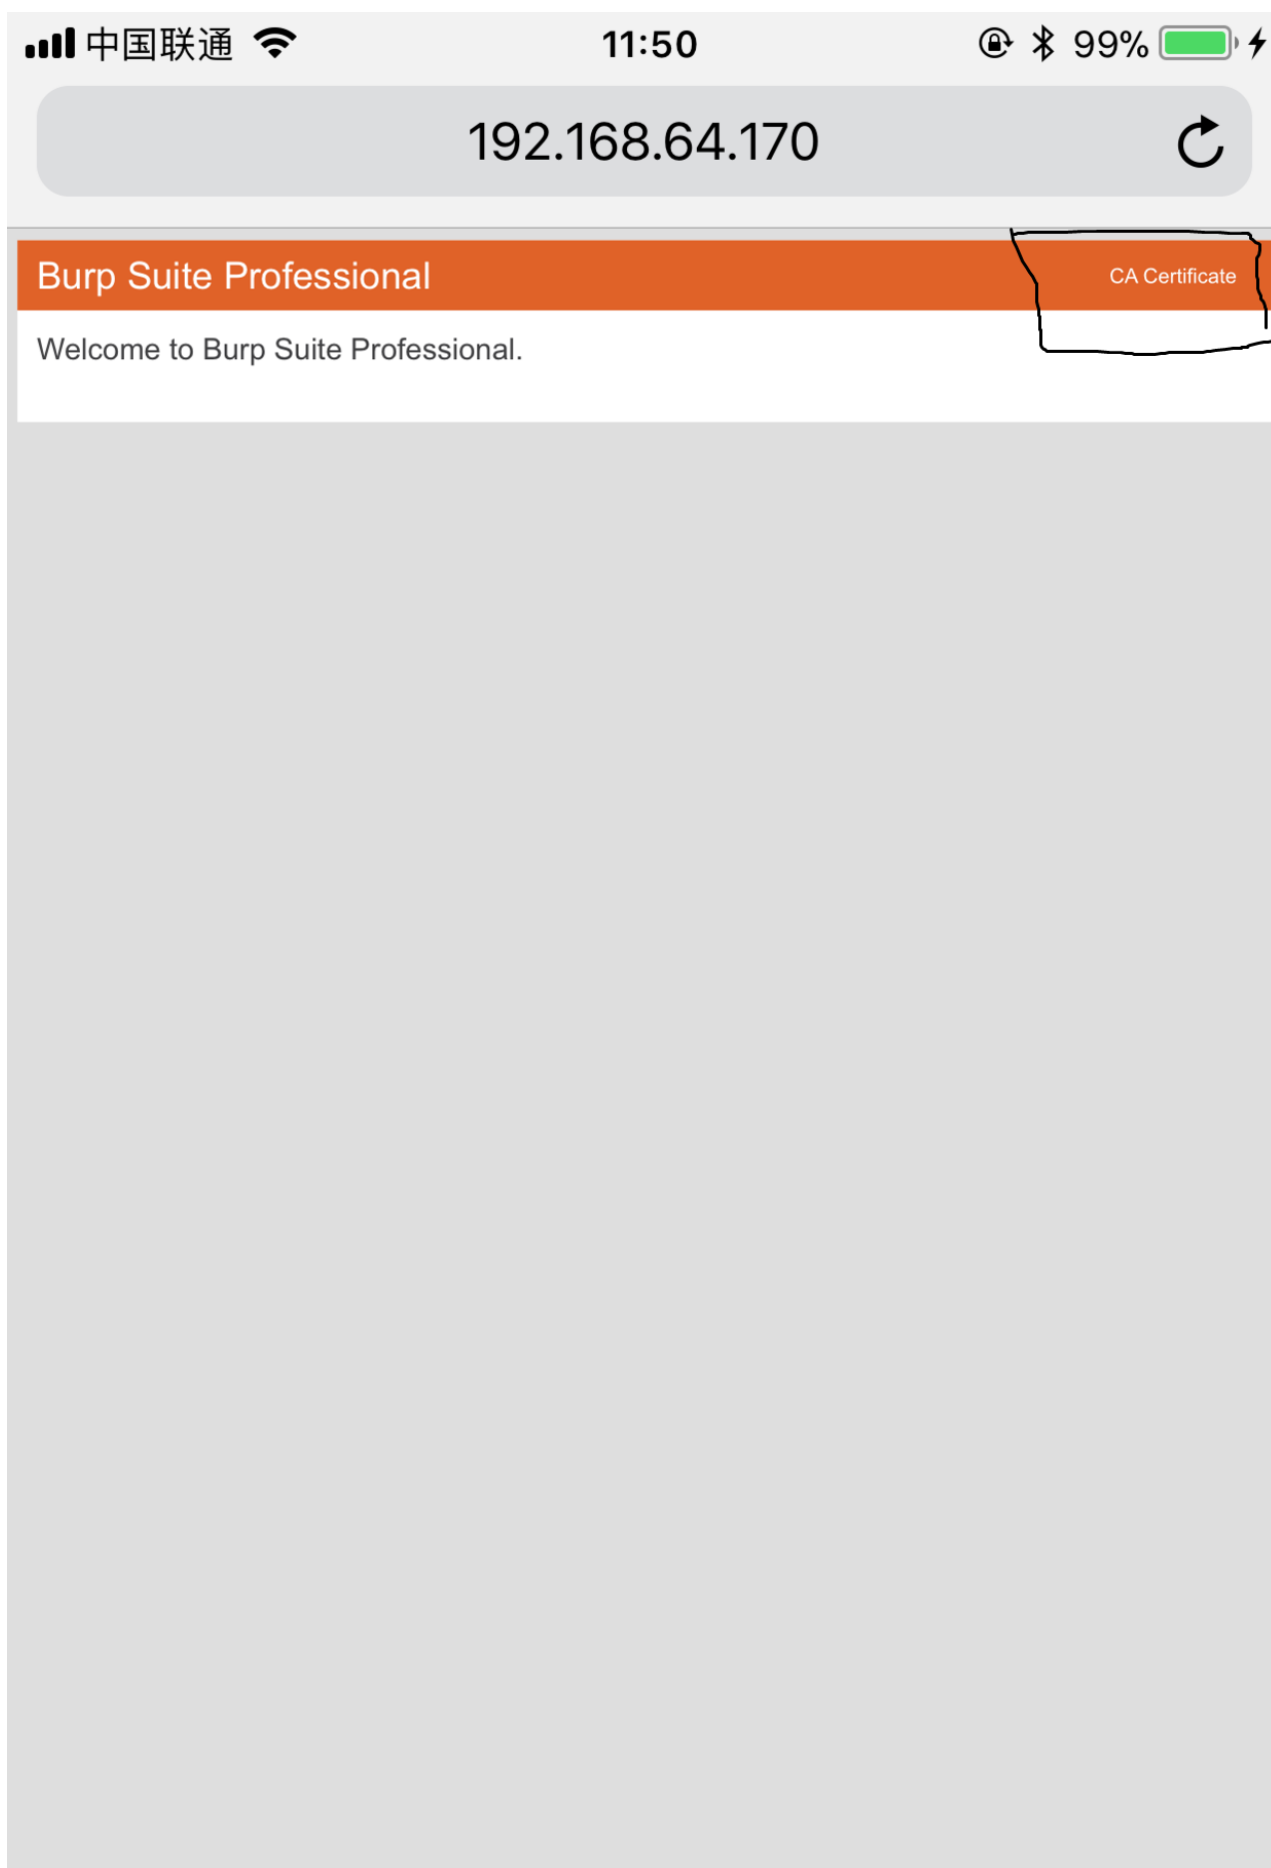 中国联通 11:50 99%
192.168.64.170
Burp Suite Professional CA Certificate
Welcome to Burp Suite Professional.